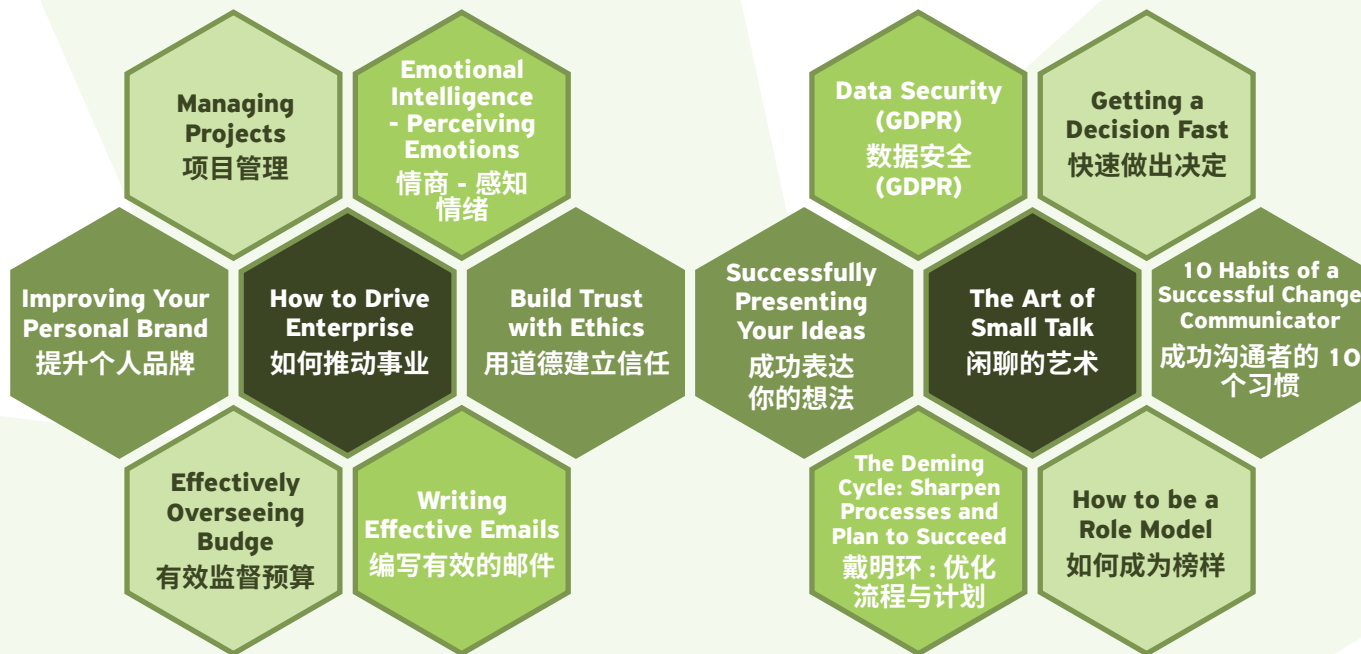 Managing
Projects
项目管理
Emotional
Intelligence
- Perceiving
Emotions
情商 - 感知
情绪
Data Security
(GDPR)
数据安全
(GDPR)
Getting a
Decision Fast
快速做出决定
Improving Your
Personal Brand
提升个人品牌
How to Drive
Enterprise
如何推动事业
Build Trust
with Ethics
用道德建立信任
Successfully
Presenting
Your Ideas
成功表达
你的想法
The Art of
Small Talk
闲聊的艺术
10 Habits of a
Successful Change
Communicator
成功沟通者的 10
个习惯
Effectively
Overseeing
Budge
有效监督预算
Writing
Effective Emails
编写有效的邮件
The Deming
Cycle: Sharpen
Processes and
Plan to Succeed
戴明环 : 优化
流程与计划
How to be a
Role Model
如何成为榜样